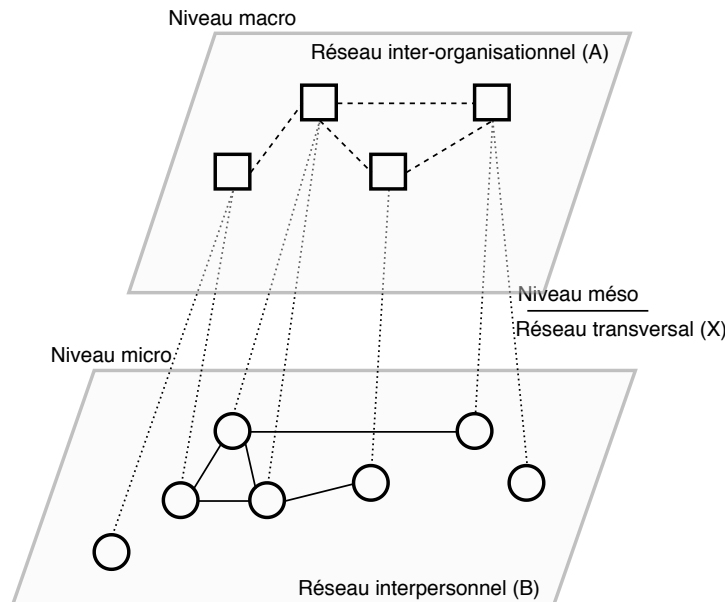 Niveau macro
Réseau inter-organisationnel (A)
Niveau méso
Réseau transversal (X)
Niveau micro
Réseau interpersonnel (B)